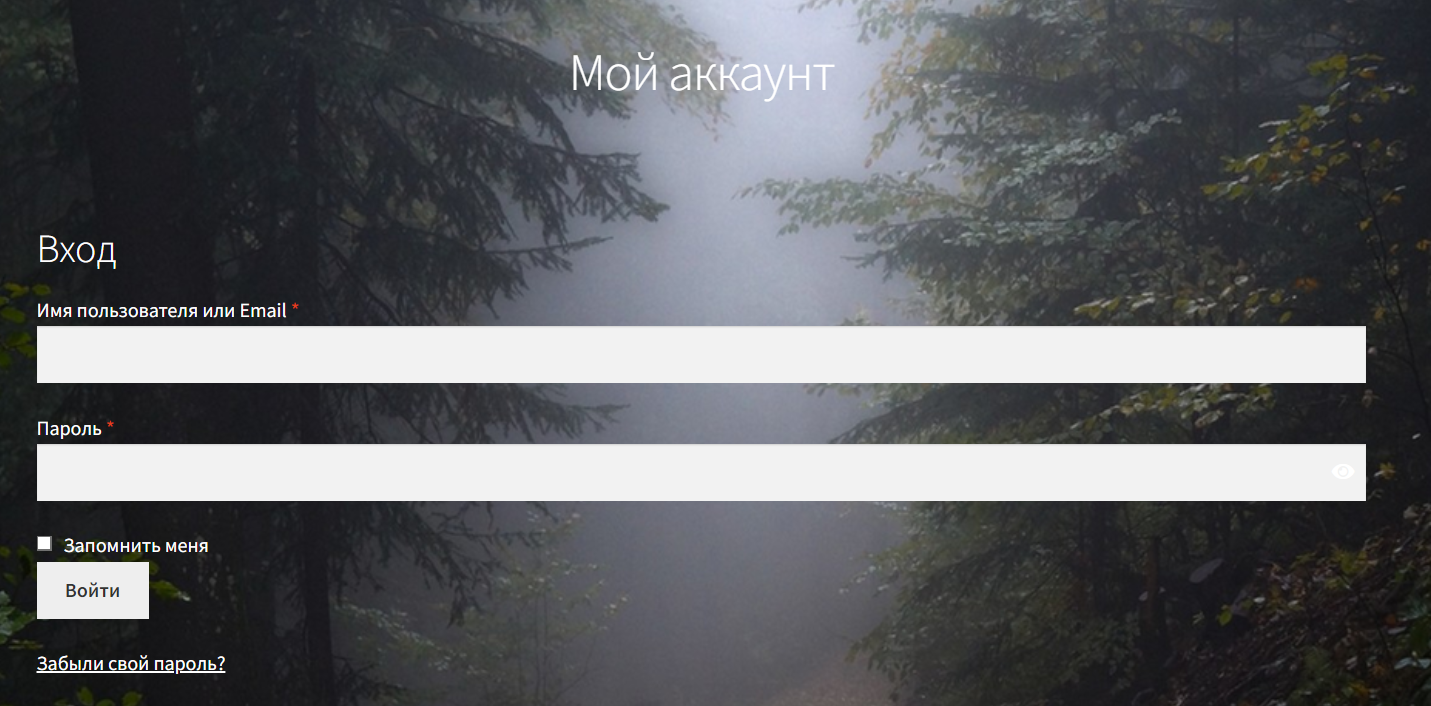 Мой аккаунт
Вход
Имя пользователя или Email *
Пароль *
Запомнить меня
Войти
Забыли свой пароль?